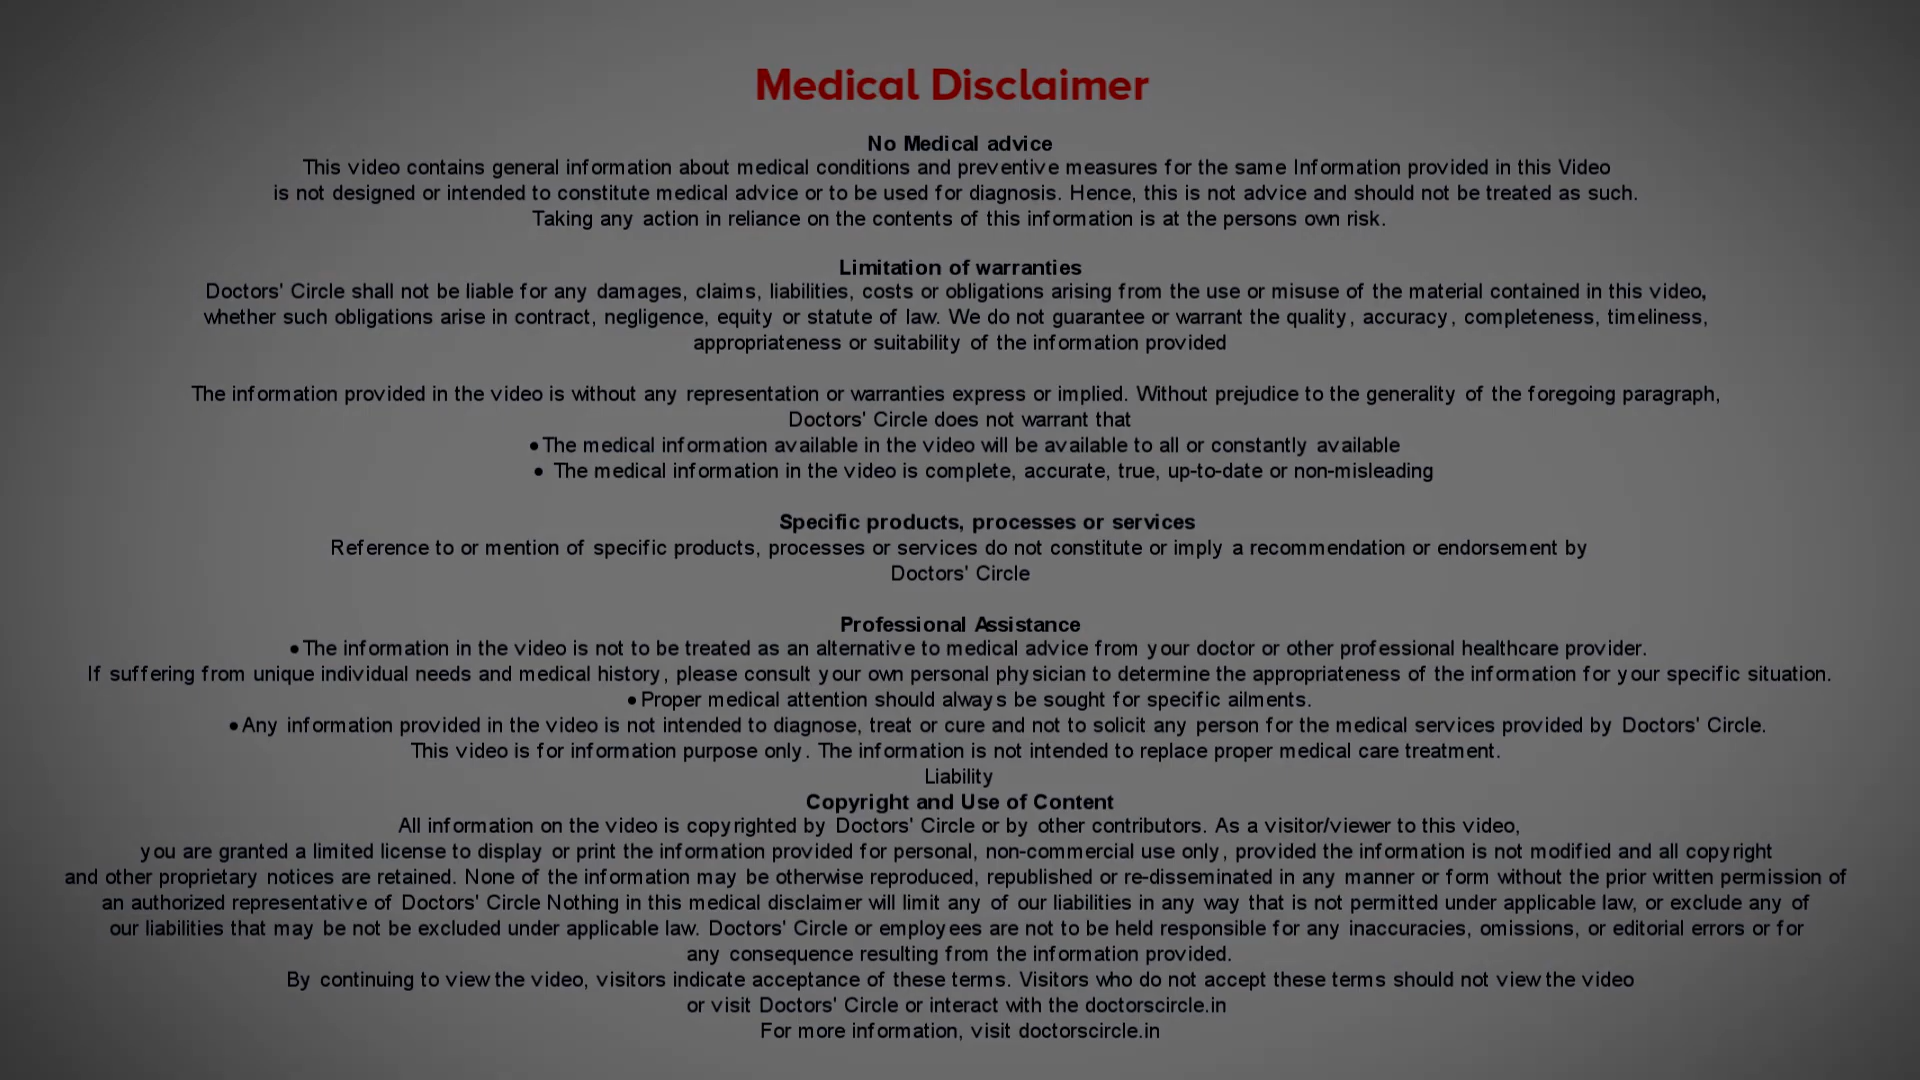 Medical Disclaimer
No Medical advice
This video contains general information about medical conditions and preventive measures for the same Information provided in this Video
is not designed or intended to constitute medical advice or to be used for diagnosis. Hence, this is not advice and should not be treated as such.
Taking any action in reliance on the contents of this information is at the persons own risk.
Limitation of warranties
Doctors' Circle shall not be liable for any damages, claims, liabilities, costs or obligations arising from the use or misuse of the material contained in this video,
whether such obligations arise in contract, negligence, equity or statute of law. We do not guarantee or warrant the quality, accuracy, completeness, timeliness,
appropriateness or suitability of the information provided
The information provided in the video is without any representation or warranties express or implied. Without prejudice to the generality of the foregoing paragraph,
Doctors' Circle does not warrant that
•The medical information available in the video will be available to all or constantly available
• The medical information in the video is complete, accurate, true, up-to-date or non-misleading
Specific products, processes or services
Reference to or mention of specific products, processes or services do not constitute or imply a recommendation or endorsement by
Doctors' Circle
Professional Assistance
•The information in the video is not to be treated as an alternative to medical advice from your doctor or other professional healthcare provider.
If suffering from unique individual needs and medical history, please consult your own personal physician to determine the appropriateness of the information for your specific situation.
•Proper medical attention should always be sought for specific ailments.
•Any information provided in the video is not intended to diagnose, treat or cure and not to solicit any person for the medical services provided by Doctors' Circle.
This video is for information purpose only. The information is not intended to replace proper medical care treatment.
Liability
Copyright and Use of Content
All information on the video is copyrighted by Doctors' Circle or by other contributors. As a visitor/viewer to this video,
you are granted a limited license to display or print the information provided for personal, non-commercial use only, provided the information is not modified and all copyright
and other proprietary notices are retained. None of the information may be otherwise reproduced, republished or re-disseminated in any manner or form without the prior written permission of
an authorized representative of Doctors' Circle Nothing in this medical disclaimer will limit any of our liabilities in any way that is not permitted under applicable law, or exclude any of
our liabilities that may be not be excluded under applicable law. Doctors' Circle or employees are not to be held responsible for any inaccuracies, omissions, or editorial errors or for
any consequence resulting from the information provided.
By continuing to view the video, visitors indicate acceptance of these terms. Visitors who do not accept these terms should not view the video
or visit Doctors' Circle or interact with the doctorscircle.in
For more information, visit doctorscircle.in